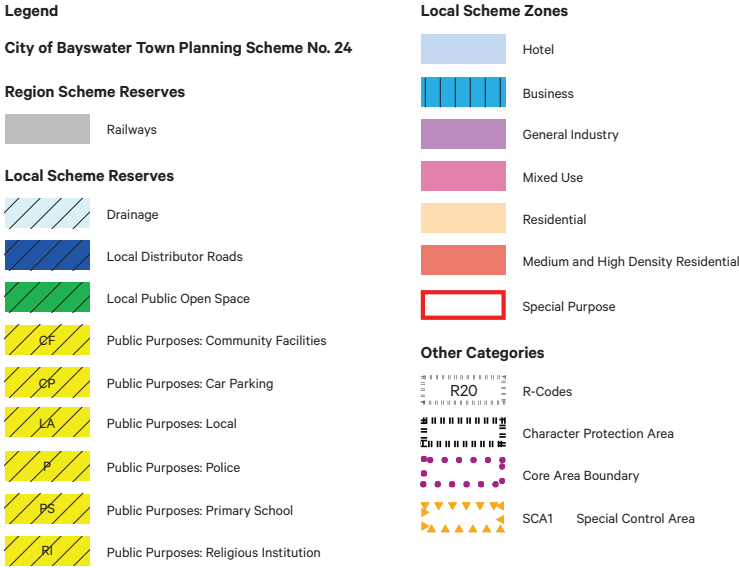 Legend
City of Bayswater Town Planning Scheme No. 24
Region Scheme Reserves
Railways
Local Scheme Reserves
Drainage
Local Distributor Roads
Local Public Open Space
CF Public Purposes: Community Facilities
CP Public Purposes: Car Parking
LA Public Purposes: Local
P Public Purposes: Police
PS Public Purposes: Primary School
RI Public Purposes: Religious Institution
Local Scheme Zones
Hotel
Business
General Industry
Mixed Use
Residential
Medium and High Density Residential
Special Purpose
Other Categories
R20 R-Codes
Character Protection Area
Core Area Boundary
SCA1 Special Control Area